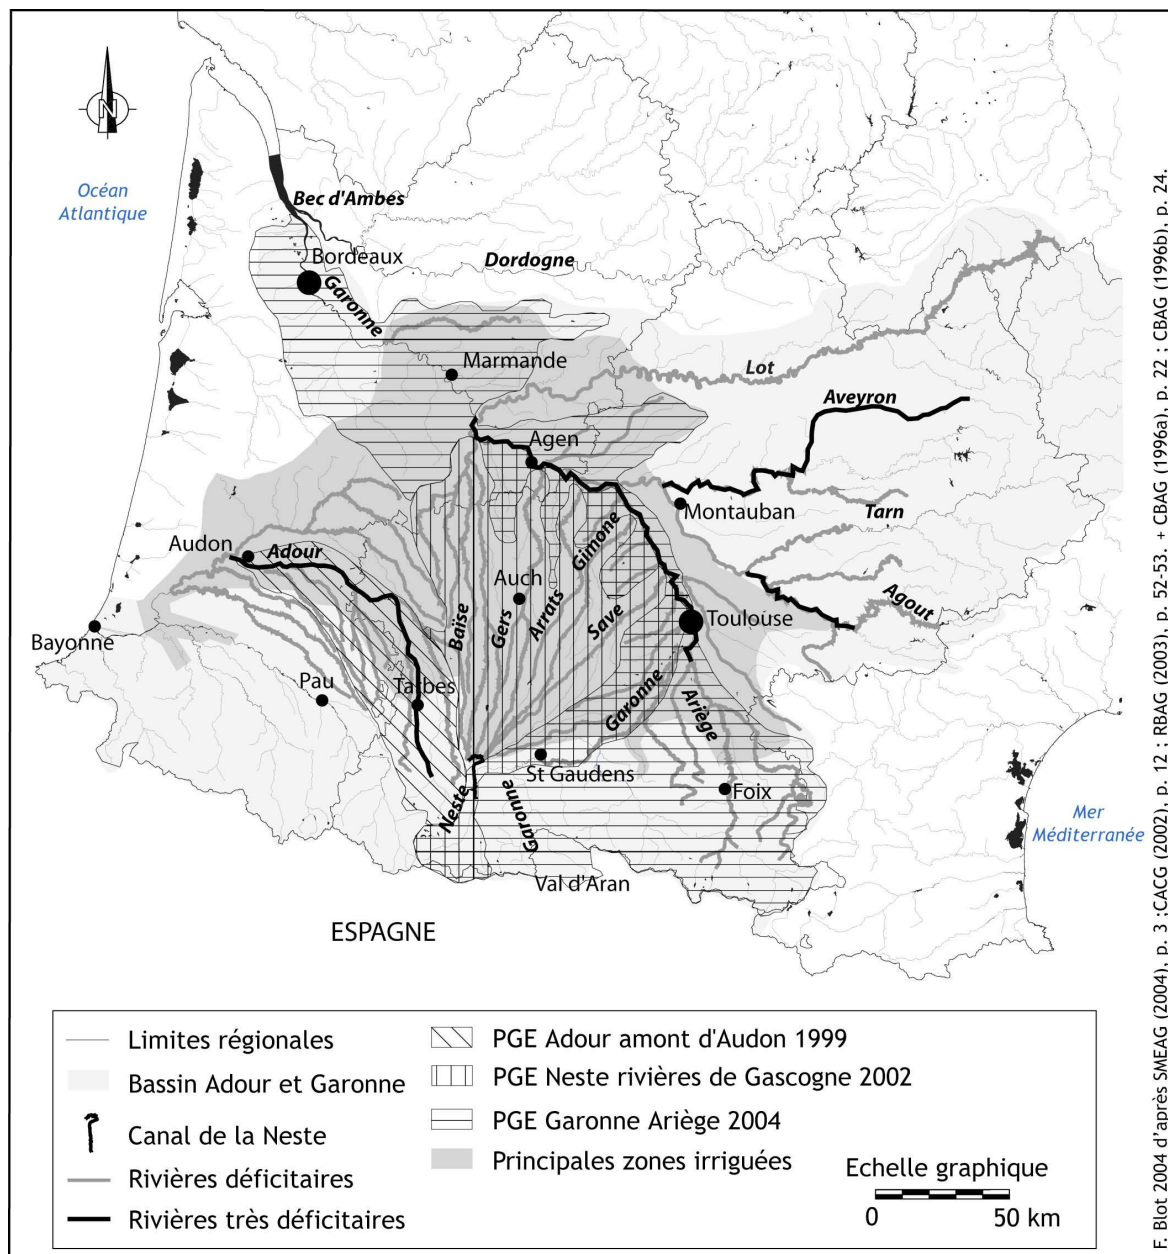 N
Océan
Atlantique
Bec d'Ambes
Bordeaux
Dordogne
Garonne
Marmande
Lot
Aveyron
Agen
Montauban
Tarn
Audon
Adour
Gimone
Auch
Baïse
Gers
Arrats
Save
Toulouse
Agout
Bayonne
Pau
Tarbes
Garonne
Ariège
St Gaudens
Foix
Neste
Garonne
Val d'Aran
Mer
Méditerranée
ESPAGNE
Limites régionales
Bassin Adour et Garonne
Canal de la Neste
Rivières déficitaires
Rivières très déficitaires
PGE Adour amont d'Audon 1999
PGE Neste rivières de Gascogne 2002
PGE Garonne Ariège 2004
Principales zones irriguées
Echelle graphique
0 50 km
F. Blot 2004 d'après SMEAG (2004), p. 3 ;CACG (2002), p. 12 ; RBAG (2003). p. 52-53. + CBAG (1996a), p. 22 ; CBAG (1996b), p. 24.